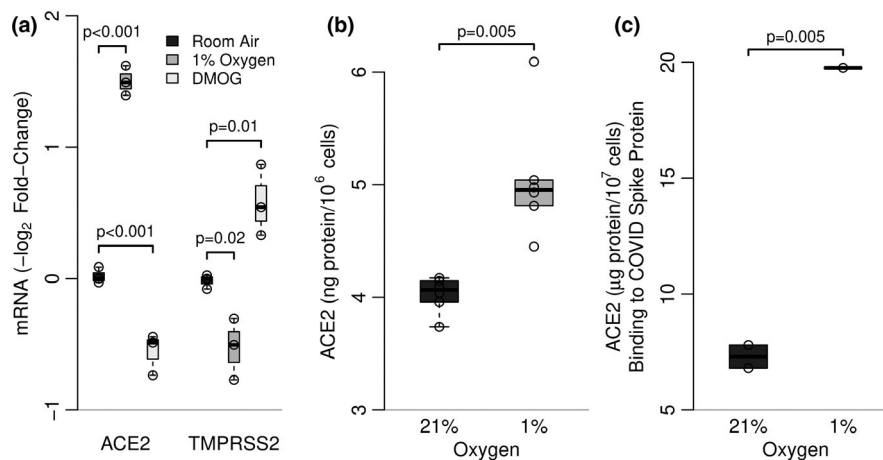 (a)
2
p<0.001
Room Air
1% Oxygen
DMOG
p=0.01
1
p<0.001
p=0.02
0
−1
mRNA (−log2 Fold−Change)
ACE2
TMPRSS2
(b)
p=0.005
6
5
4
3
ACE2 (ng protein/10^6 cells)
21%
1%
Oxygen
(c)
p=0.005
20
15
10
5
ACE2 (µg protein/10^7 cells)
Binding to COVID Spike Protein
21%
1%
Oxygen